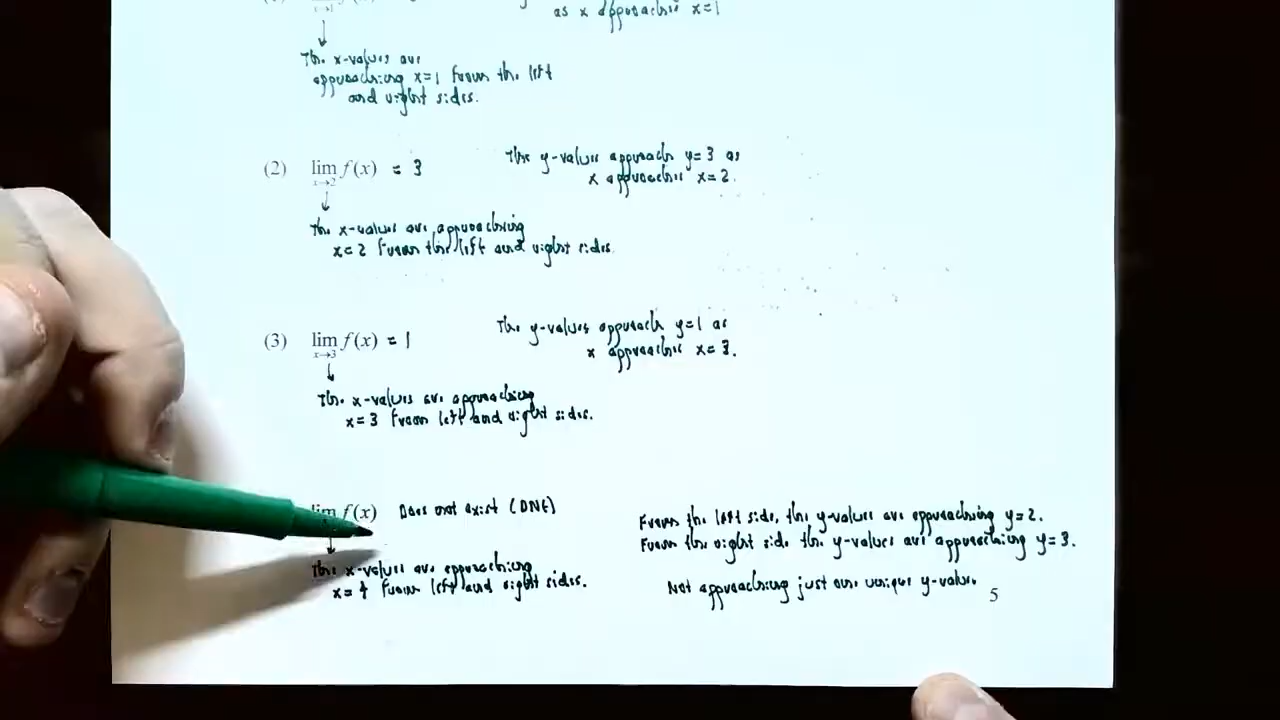 as x approaches x=1
The x-values are
approaching x=1 from the left
and right sides.
(2) lim f(x) = 3
x→2
The y-values approach y=3 as
x approaches x=2.
The x-values are approaching
x=2 from the left and right sides.
(3) lim f(x) = 1
x→3
The y-values approach y=1 as
x approaches x=3.
The x-values are approaching
x=3 from left and right sides.
lim f(x) Does not exist (DNE)
From the left side, the y-values are approaching y=2.
From the right side the y-values are approaching y=3.
The x-values are approaching
x=4 from left and right sides.
Not approaching just one unique y-value.
5